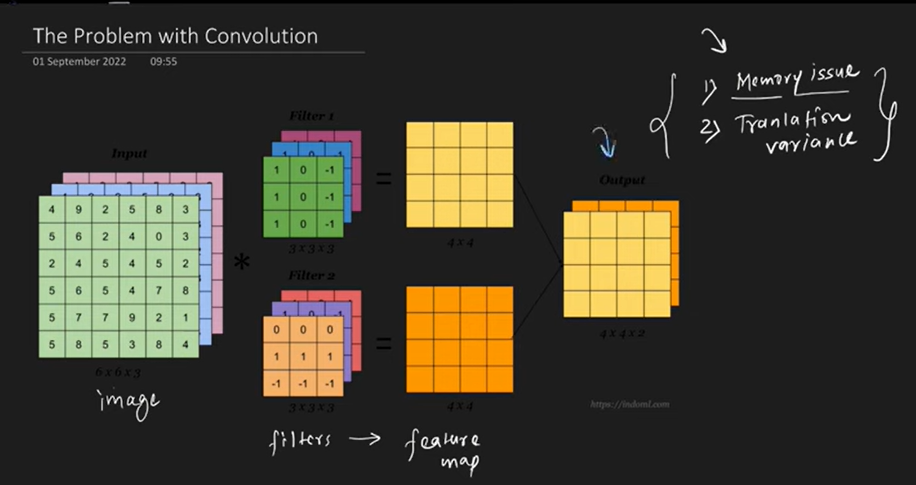 The Problem with Convolution
01 September 2022 09:55
1) Memory issue
2) Tranlation
variance
Filter 1
Input
Output
1 0 -1
1 0 -1
1 0 -1
=
3 x 3 x 3
4 x 4
4 9 2 5 8 3
5 6 2 4 0 3
2 4 5 4 5 2
5 6 5 4 7 8
5 7 7 9 2 1
5 8 5 3 8 4
6 x 6 x 3
image
*
Filter 2
0 0 0
1 1 1
-1 -1 -1
=
3 x 3 x 3
4 x 4
4 x 4 x 2
https://indoml.com
filters → feature
map